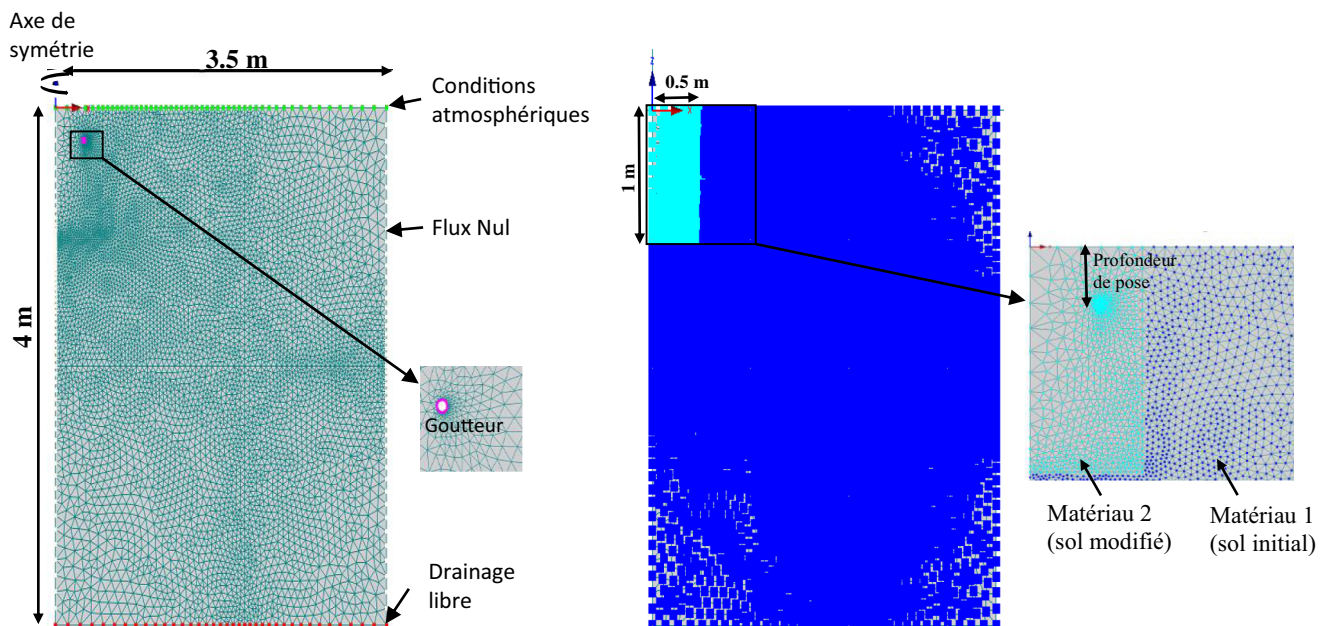 Axe de
symétrie
3.5 m
Conditions
atmosphériques
x
4 m
Flux Nul
Goutteur
Drainage
libre
z
0.5 m
x
1 m
Profondeur
de pose
Matériau 2
(sol modifié)
Matériau 1
(sol initial)